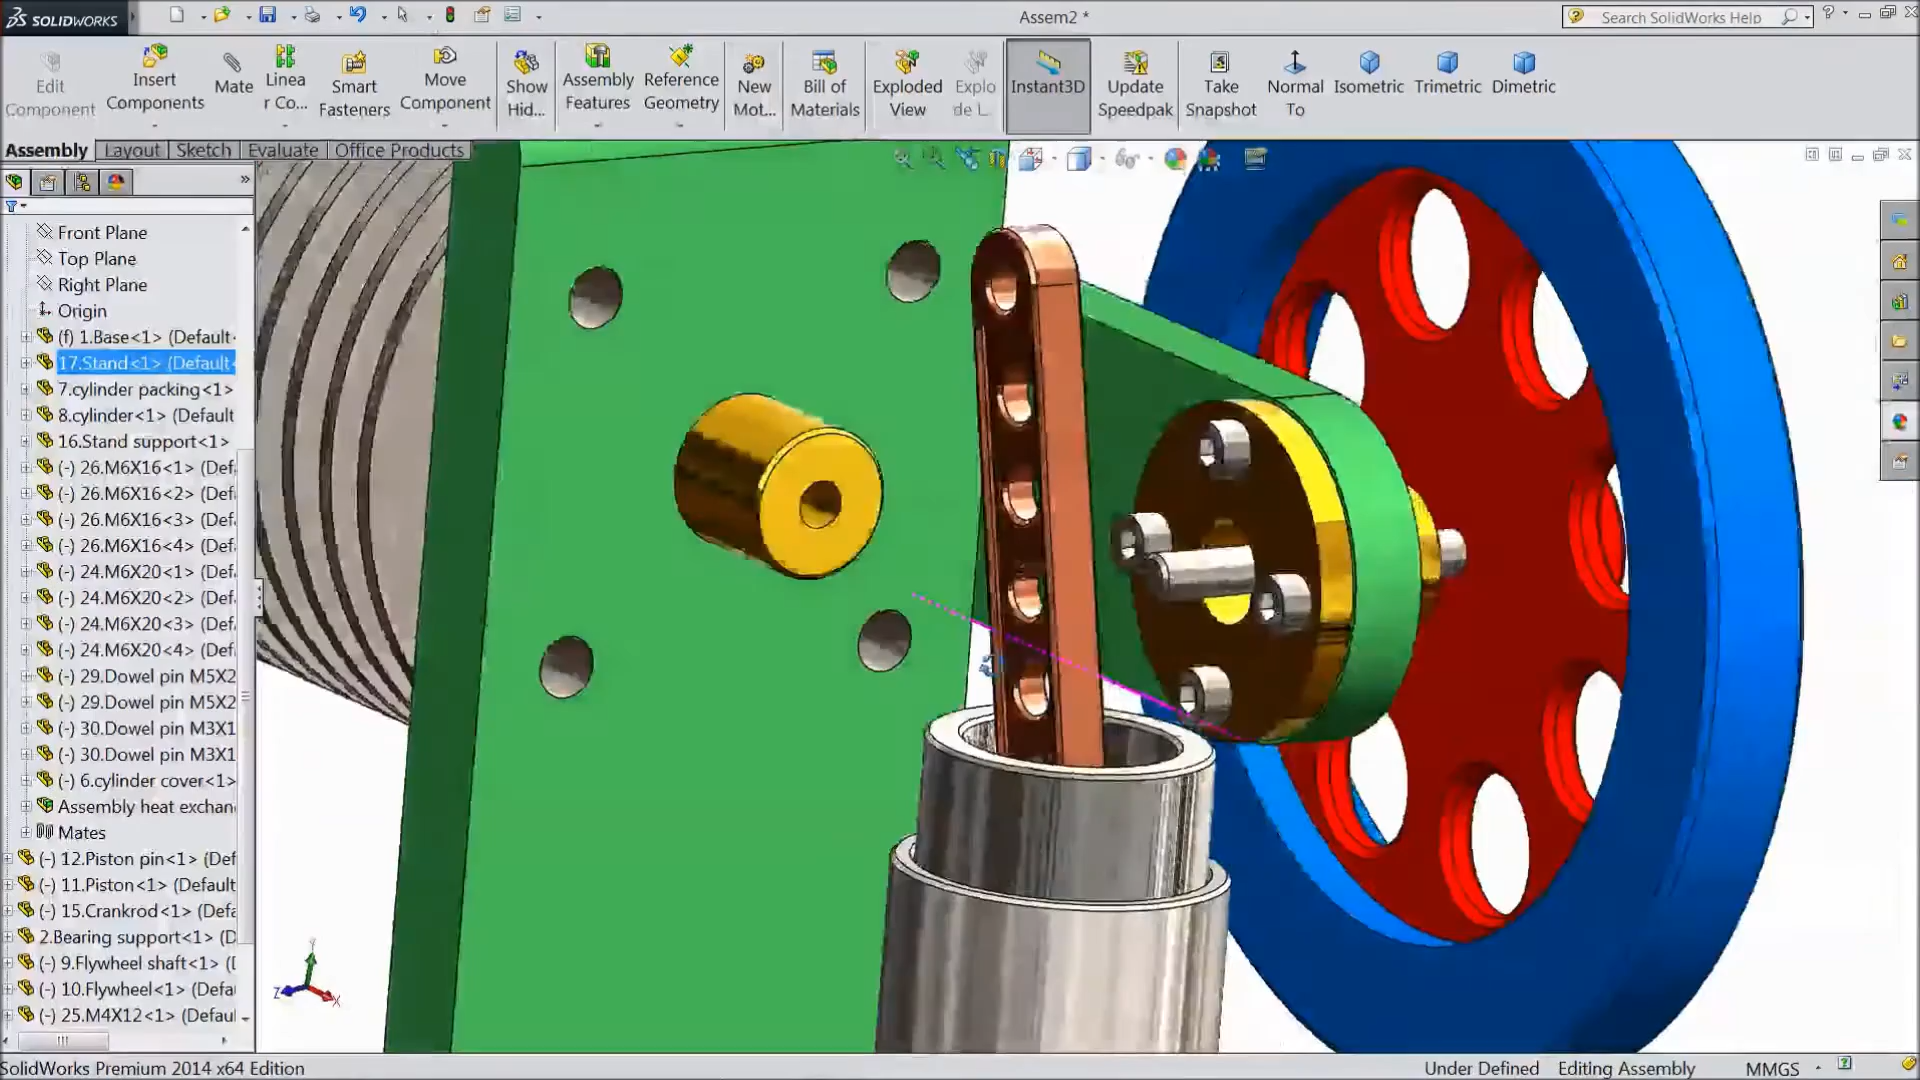 SOLIDWORKS
Assem2 *
Search SolidWorks Help
Edit Component
Insert Components
Mate
Linear Co...
Smart Fasteners
Move Component
Show Hid...
Assembly Features
Reference Geometry
New Mot...
Bill of Materials
Exploded View
Explode L...
Instant3D
Update Speedpak
Take Snapshot
Normal To
Isometric
Trimetric
Dimetric
Assembly
Layout
Sketch
Evaluate
Office Products
Front Plane
Top Plane
Right Plane
Origin
(f) 1.Base<1> (Default
17.Stand<1> (Default
7.cylinder packing<1>
8.cylinder<1> (Default
16.Stand support<1>
(-) 26.M6X16<1> (Def
(-) 26.M6X16<2> (Def
(-) 26.M6X16<3> (Def
(-) 26.M6X16<4> (Def
(-) 24.M6X20<1> (Def
(-) 24.M6X20<2> (Def
(-) 24.M6X20<3> (Def
(-) 24.M6X20<4> (Def
(-) 29.Dowel pin M5X2
(-) 29.Dowel pin M5X2
(-) 30.Dowel pin M3X1
(-) 30.Dowel pin M3X1
(-) 6.cylinder cover<1>
Assembly heat exchan
Mates
(-) 12.Piston pin<1> (Def
(-) 11.Piston<1> (Default
(-) 15.Crankrod<1> (Defa
2.Bearing support<1> (D
(-) 9.Flywheel shaft<1> (D
(-) 10.Flywheel<1> (Defau
(-) 25.M4X12<1> (Defaul
Y
Z
X
SolidWorks Premium 2014 x64 Edition
Under Defined
Editing Assembly
MMGS